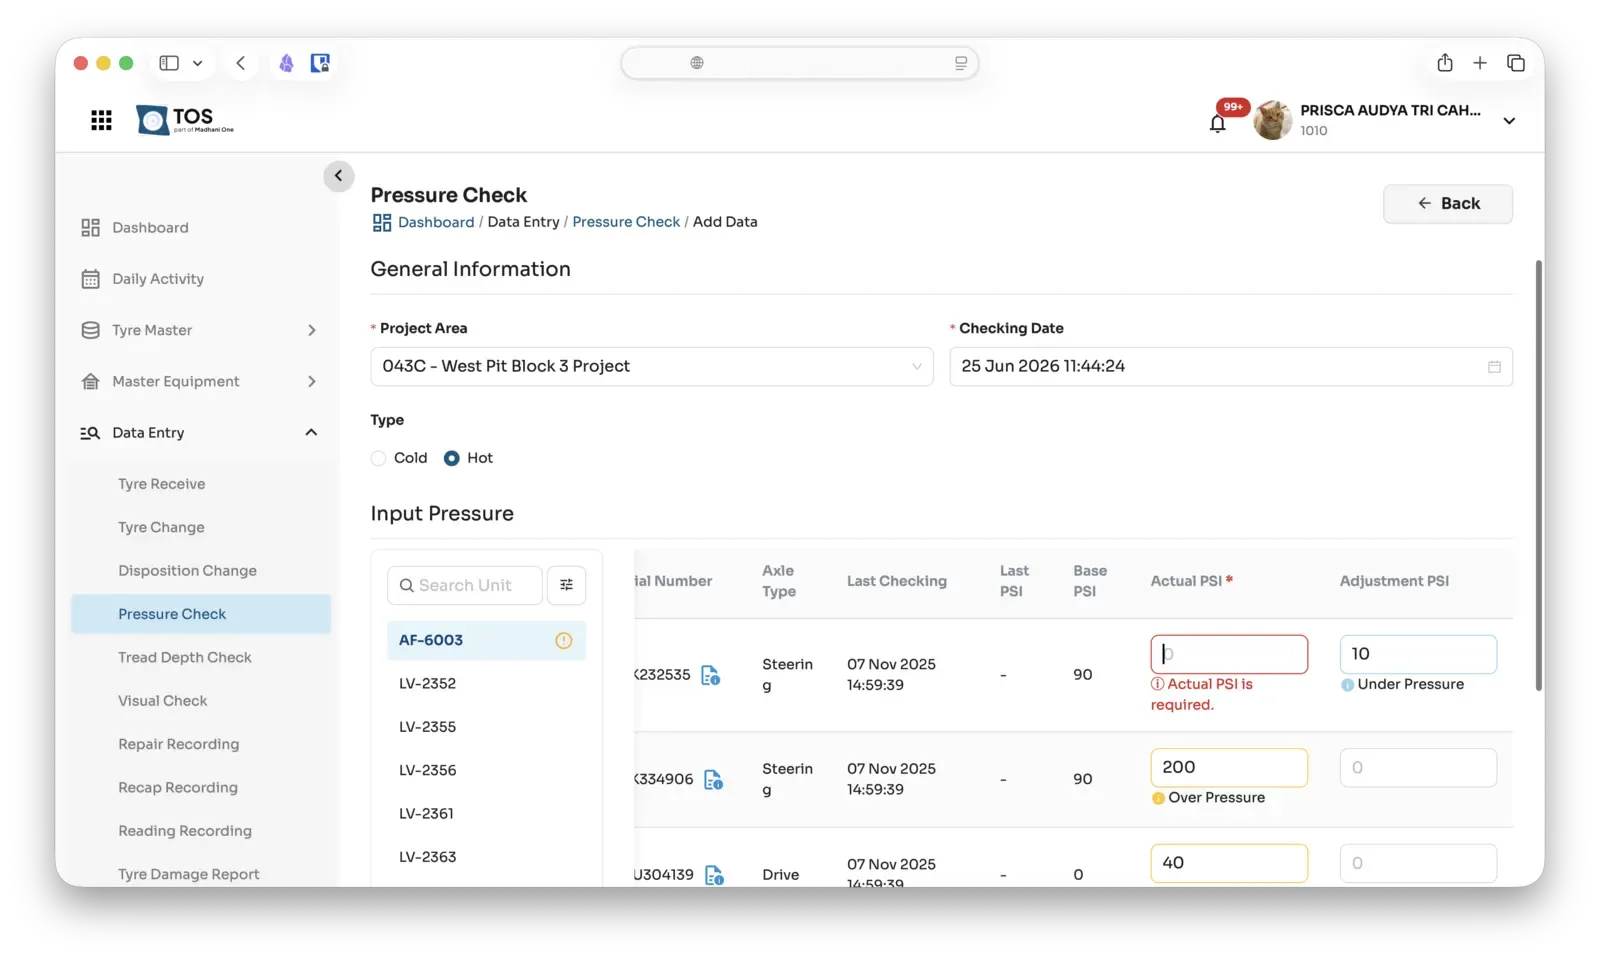 TOS
part of Madhani One
99+
PRISCA AUDYA TRI CAH...
1010
Dashboard
Daily Activity
Tyre Master
Master Equipment
Data Entry
Tyre Receive
Tyre Change
Disposition Change
Pressure Check
Tread Depth Check
Visual Check
Repair Recording
Recap Recording
Reading Recording
Tyre Damage Report
Pressure Check
Dashboard / Data Entry / Pressure Check / Add Data
Back
General Information
* Project Area
043C - West Pit Block 3 Project
* Checking Date
25 Jun 2026 11:44:24
Type
Cold
Hot
Input Pressure
Search Unit
AF-6003
LV-2352
LV-2355
LV-2356
LV-2361
LV-2363
ial Number
Axle Type
Last Checking
Last PSI
Base PSI
Actual PSI *
Adjustment PSI
K232535
Steering
07 Nov 2025
14:59:39
-
90
0
Actual PSI is
required.
10
Under Pressure
K334906
Steering
07 Nov 2025
14:59:39
-
90
200
Over Pressure
0
U304139
Drive
07 Nov 2025
14:59:39
-
0
40
0